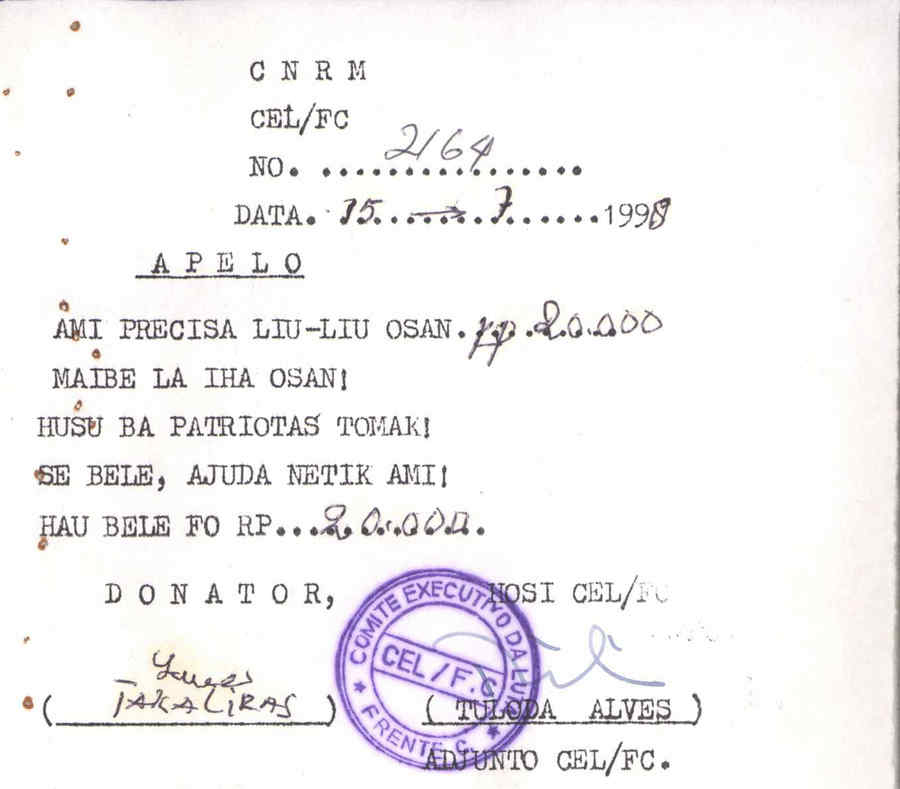 C N R M
CEL/FC
NO. ....2164....
DATA. 15......7......1998
A P E L O
AMI PRECISA LIU-LIU OSAN. rp. 20.000
MAIBE LA IHA OSAN!
HUSU BA PATRIOTAS TOMAK!
SE BELE, AJUDA NETIK AMI!
HAU BELE FO RP...20.000.
D O N A T O R, HOSI CEL/FC
COMITE EXECUTIVO DA LUTA
CEL/F.C
FRENTE C.
( TAKALIRAS )
( TULODA ALVES )
ADJUNTO CEL/FC.